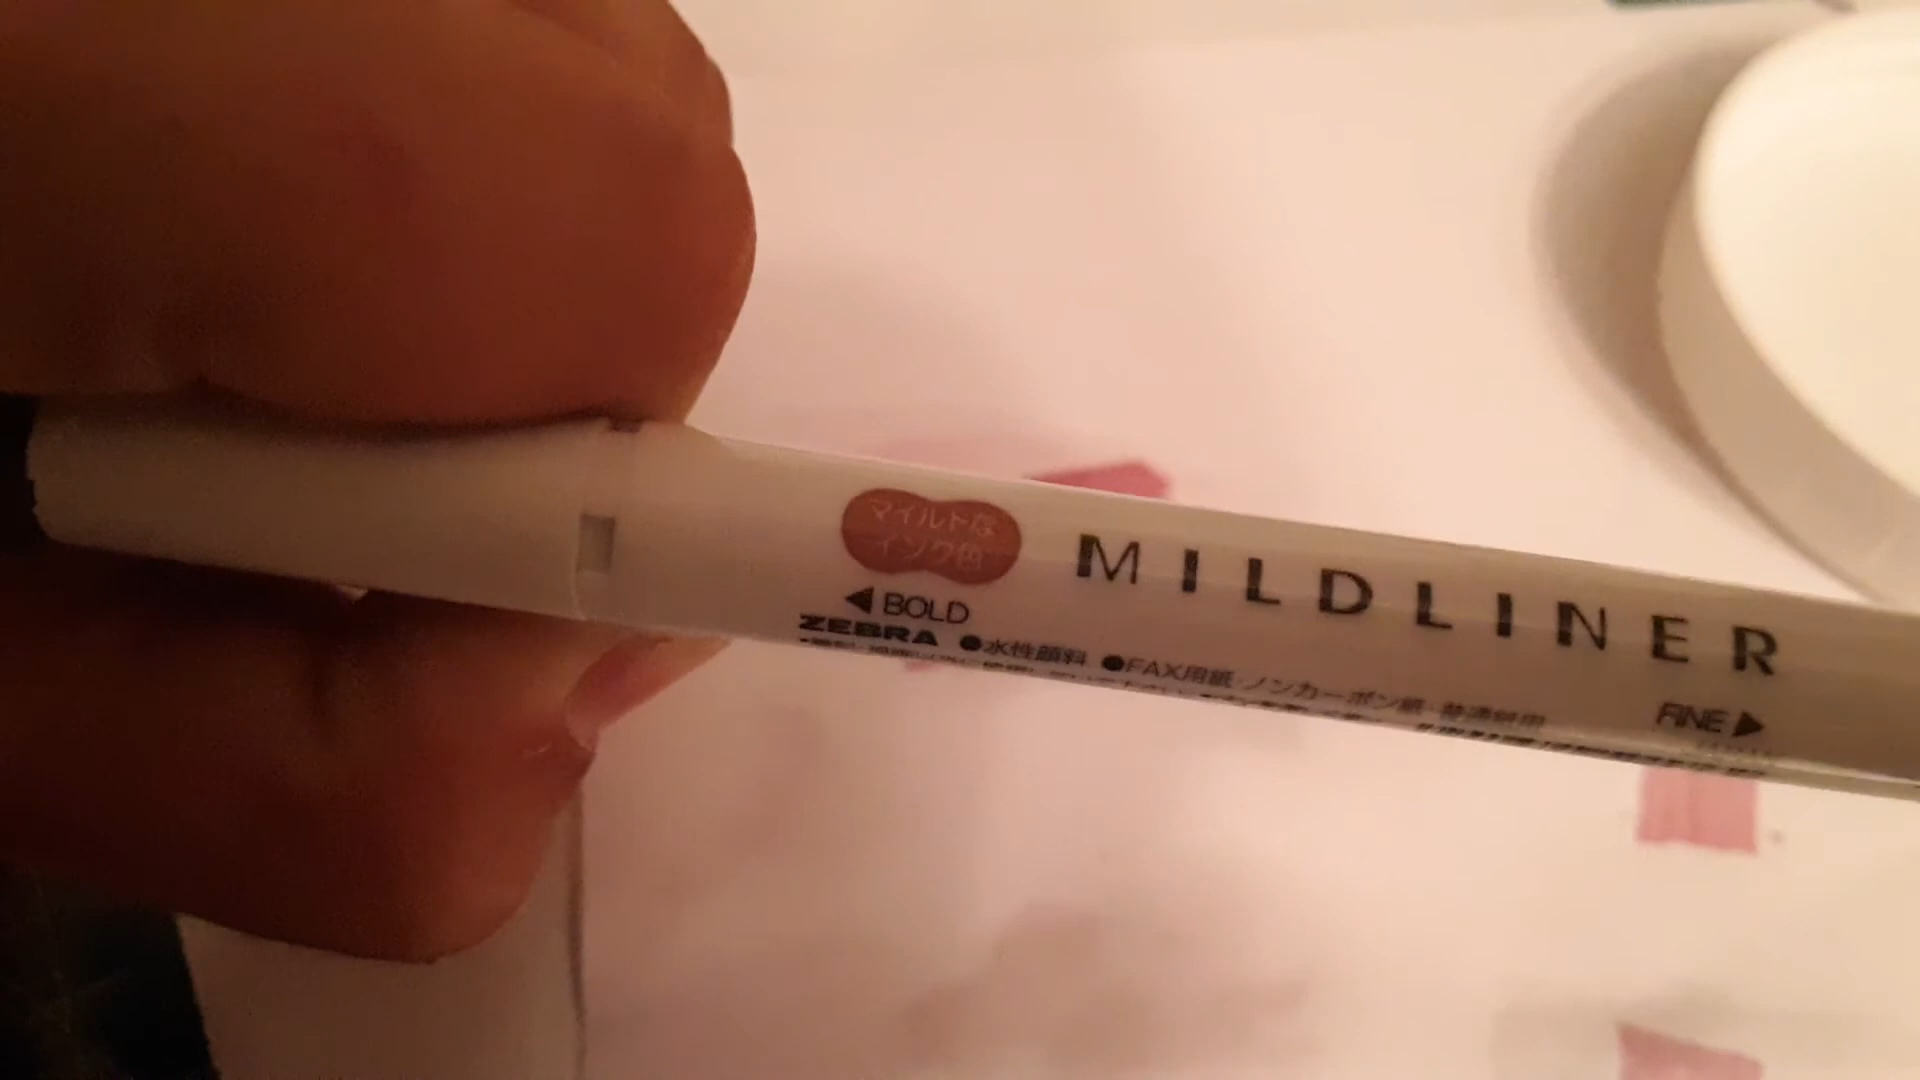 マイルドな
インク色
MILDLINER
◀BOLD
ZEBRA ●水性顔料 ●FAX用紙・ノンカーボン紙・普通紙用
FINE▶